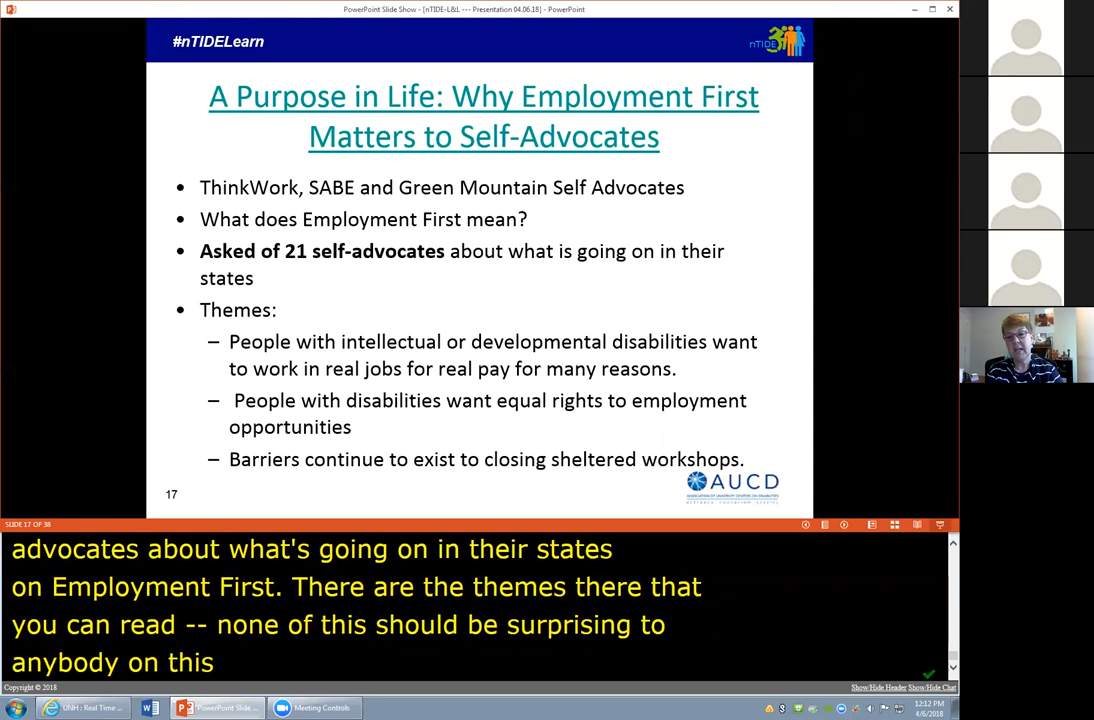 PowerPoint Slide Show - [nTIDE-L&L --- Presentation 04.06.18] - PowerPoint
#nTIDELearn
nTIDE
A Purpose in Life: Why Employment First
Matters to Self-Advocates
• ThinkWork, SABE and Green Mountain Self Advocates
• What does Employment First mean?
• Asked of 21 self-advocates about what is going on in their
states
• Themes:
– People with intellectual or developmental disabilities want
to work in real jobs for real pay for many reasons.
– People with disabilities want equal rights to employment
opportunities
– Barriers continue to exist to closing sheltered workshops.
AUCD
ASSOCIATION OF UNIVERSITY CENTERS ON DISABILITIES
17
SLIDE 17 OF 38
advocates about what's going on in their states
on Employment First. There are the themes there that
you can read -- none of this should be surprising to
anybody on this
Copyright © 2018
Show/Hide Header Show/Hide Chat
UNH : Real Time ...
PowerPoint Slide ...
Meeting Controls
12:12 PM
4/6/2018